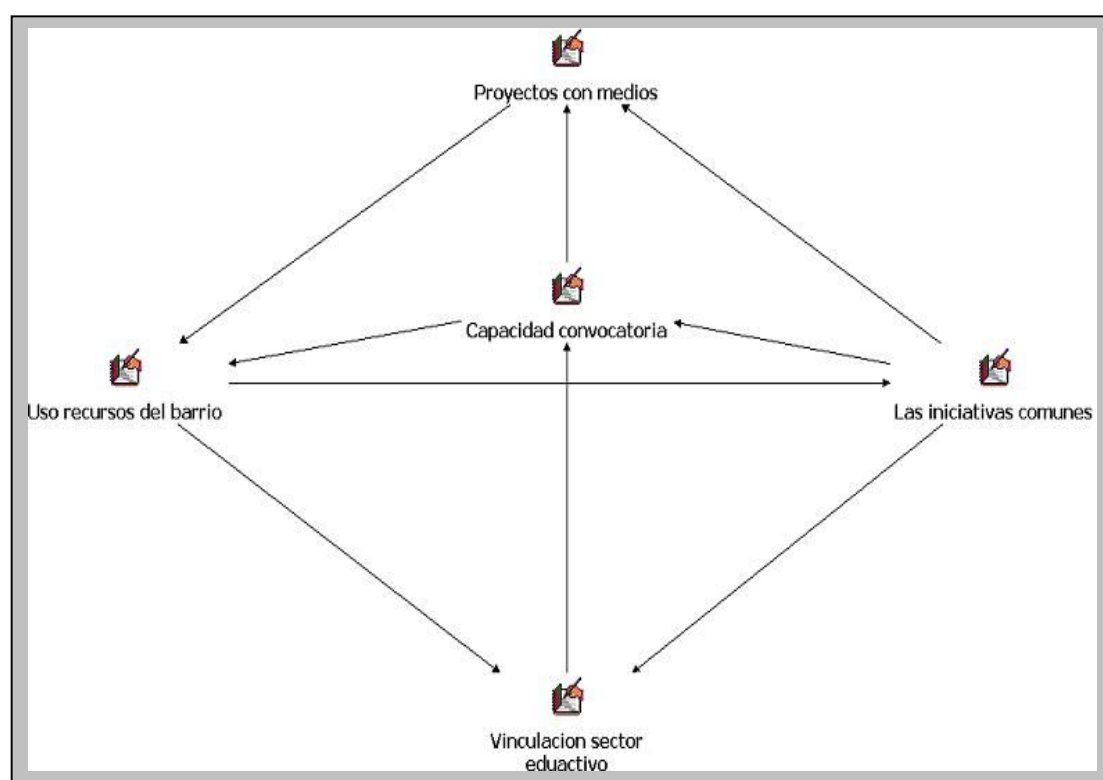 Proyectos con medios
Capacidad convocatoria
Uso recursos del barrio
Las iniciativas comunes
Vinculacion sector
eduactivo